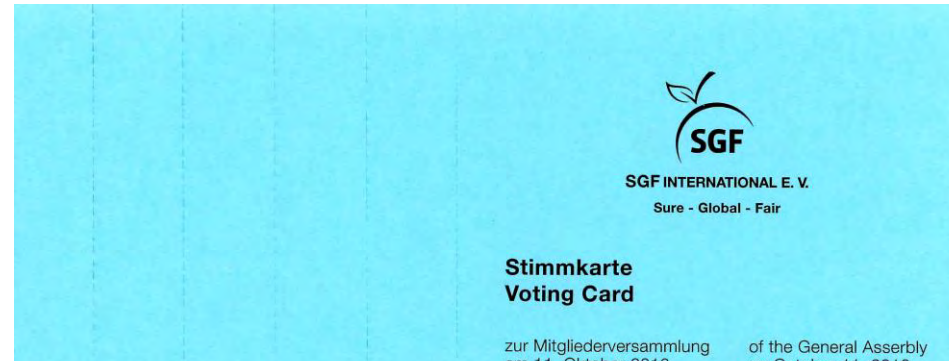 SGF
SGF INTERNATIONAL E. V.
Sure - Global - Fair
Stimmkarte
Voting Card
zur Mitgliederversammlung of the General Asserbly